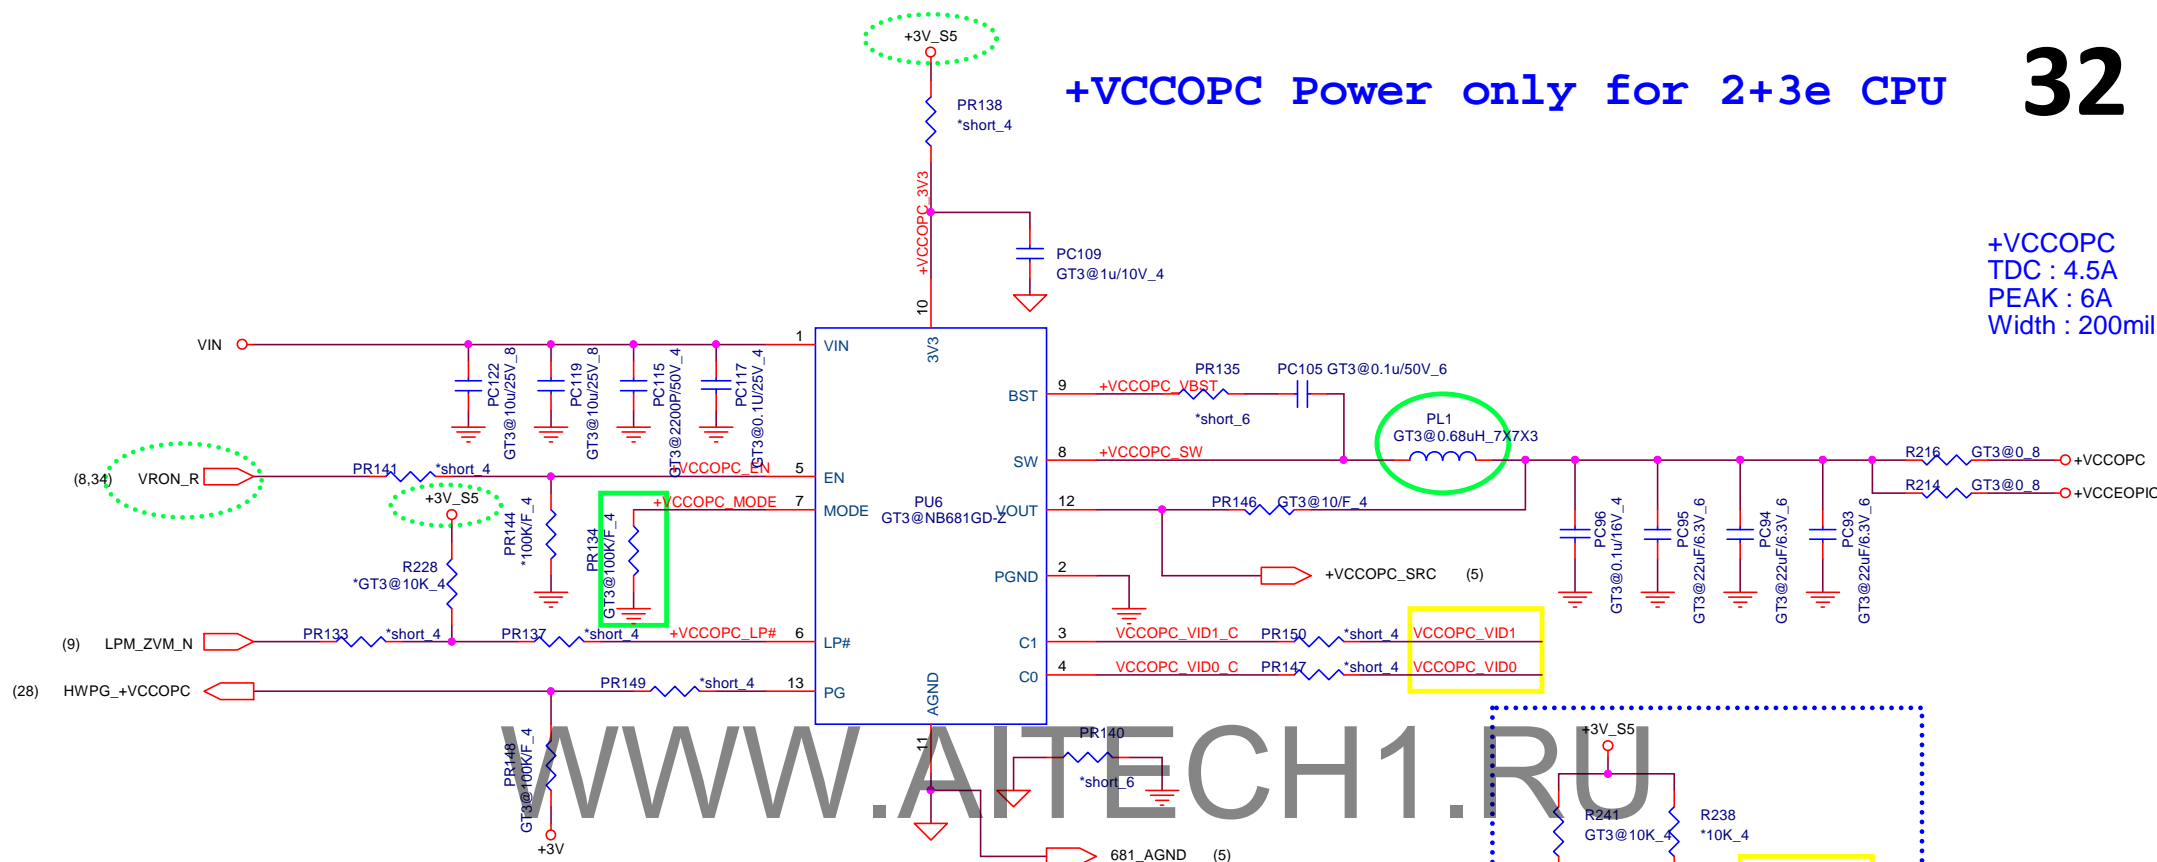 +3V_S5
+VCCOPC Power only for 2+3e CPU
32
PR138
*short_4
+VCCOPC_3V3
PC109
GT3@1u/10V_4
+VCCOPC
TDC : 4.5A
PEAK : 6A
Width : 200mil
10
VIN
1
VIN
3V3
PC122
GT3@10u/25V_8
PC119
GT3@10u/25V_8
PC115
GT3@2200P/50V_4
PC117
GT3@0.1U/25V_4
BST
9
+VCCOPC_VBST
PR135
*short_6
PC105 GT3@0.1u/50V_6
PL1
GT3@0.68uH_7X7X3
SW
8
+VCCOPC_SW
R216
GT3@0_8
+VCCOPC
R214
GT3@0_8
+VCCEOPIO
(8,34)
VRON_R
PR141
*short_4
+VCCOPC_EN
5
EN
+3V_S5
PR144
*100K/F_4
PR134
GT3@100K/F_4
+VCCOPC_MODE
7
MODE
PU6
GT3@NB681GD-Z
VOUT
12
PR146
GT3@10/F_4
PC96
GT3@0.1u/16V_4
PC95
GT3@22uF/6.3V_6
PC94
GT3@22uF/6.3V_6
PC93
GT3@22uF/6.3V_6
R228
*GT3@10K_4
PGND
2
+VCCOPC_SRC
(5)
(9)
LPM_ZVM_N
PR133
*short_4
PR137
*short_4
+VCCOPC_LP#
6
LP#
C1
3
VCCOPC_VID1_C
PR150
*short_4
VCCOPC_VID1
C0
4
VCCOPC_VID0_C
PR147
*short_4
VCCOPC_VID0
(28)
HWPG_+VCCOPC
PR149
*short_4
13
PG
AGND
11
PR148
GT3@100K/F_4
+3V
PR140
*short_6
WWW.AITECH1.RU
+3V_S5
R241
GT3@10K_4
R238
*10K_4
681_AGND
(5)